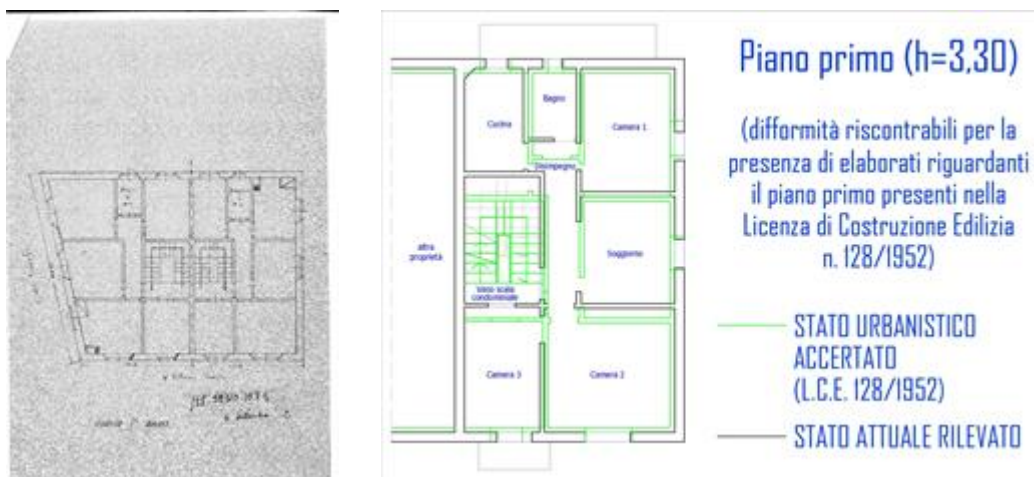 Piano primo (h=3,30)
(difformità riscontrabili per la
presenza di elaborati riguardanti
il piano primo presenti nella
Licenza di Costruzione Edilizia
n. 128/1952)
STATO URBANISTICO
ACCERTATO
(L.C.E. 128/1952)
STATO ATTUALE RILEVATO
Bagno
Cucina
Camera 1
Disimpegno
altra
proprietà
Soggiorno
Vano scala
condominiale
Camera 3
Camera 2